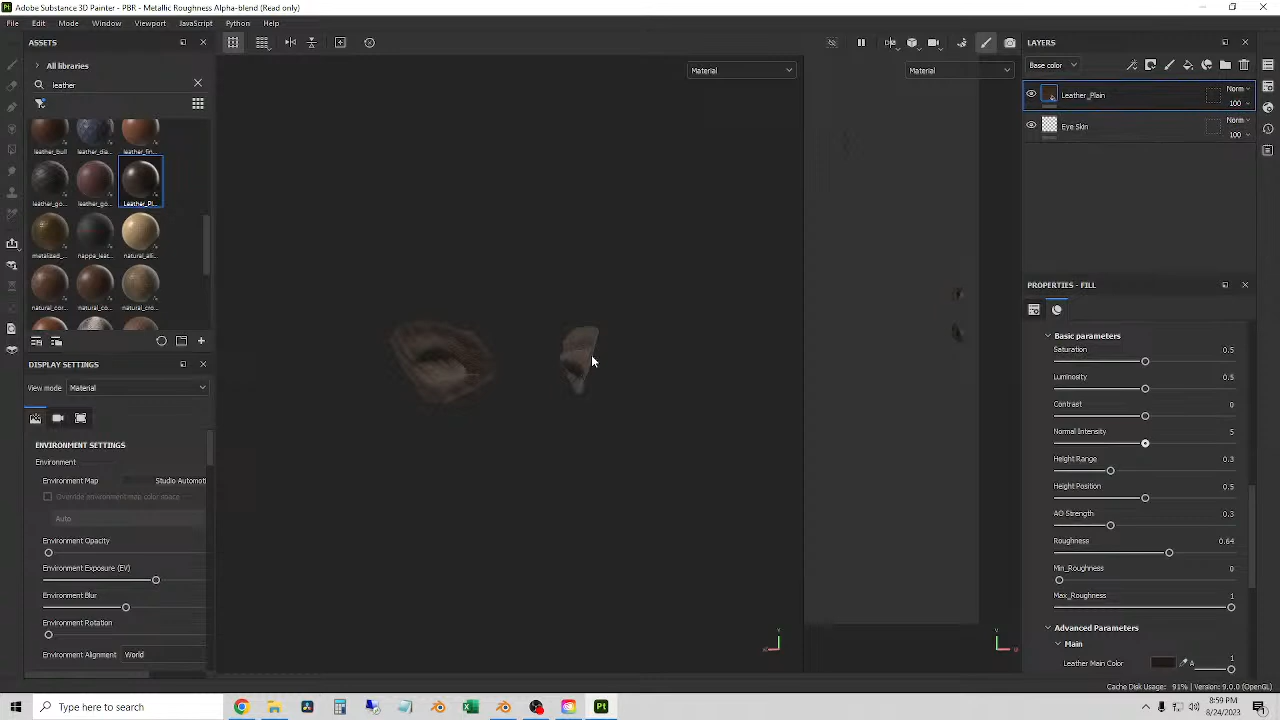 Adobe Substance 3D Painter - PBR - Metallic Roughness Alpha-blend (Read only)
File Edit Mode Window Viewport JavaScript Python Help
ASSETS
All libraries
leather
leather_bull leather_dia... leather_fin...
leather_go... leather_go... Leather_Pl...
metalized_... nappa_leat... natural_alli...
natural_cor... natural_co... natural_cor...
DISPLAY SETTINGS
View mode Material
ENVIRONMENT SETTINGS
Environment
Environment Map Studio Automoti
Override environment map color space
Auto
Environment Opacity
Environment Exposure (EV)
Environment Blur
Environment Rotation
Environment Alignment World
Material
Material
LAYERS
Base color
Leather_Plain Norm 100
Eye Skin Norm 100
PROPERTIES - FILL
Basic parameters
Saturation 0.5
Luminosity 0.5
Contrast 0
Normal Intensity 5
Height Range 0.3
Height Position 0.5
AO Strength 0.3
Roughness 0.64
Min_Roughness 0
Max_Roughness 1
Advanced Parameters
Main
Leather Main Color A 1
Cache Disk Usage: 91% | Version: 9.0.0 (OpenGL)
Type here to search
8:59 PM
8/24/2023